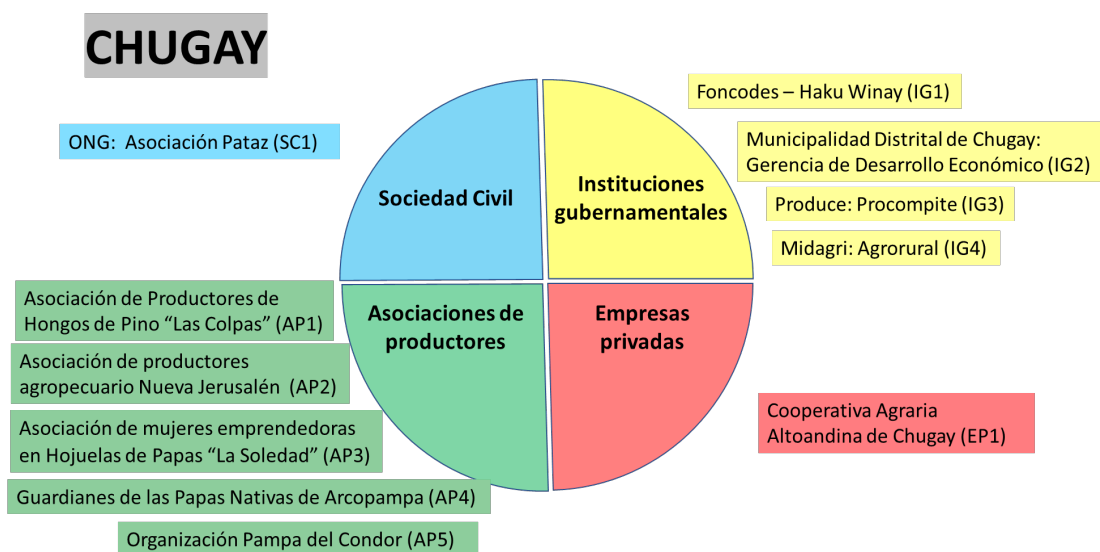 CHUGAY
ONG:  Asociación Pataz (SC1)
Foncodes – Haku Winay (IG1)
Municipalidad Distrital de Chugay:
Gerencia de Desarrollo Económico (IG2)
Produce: Procompite (IG3)
Midagri: Agrorural (IG4)
Sociedad Civil
Instituciones
gubernamentales
Asociaciones de
productores
Empresas
privadas
Asociación de Productores de
Hongos de Pino “Las Colpas” (AP1)
Asociación de productores
agropecuario Nueva Jerusalén  (AP2)
Asociación de mujeres emprendedoras
en Hojuelas de Papas “La Soledad” (AP3)
Guardianes de las Papas Nativas de Arcopampa (AP4)
Organización Pampa del Condor (AP5)
Cooperativa Agraria
Altoandina de Chugay (EP1)